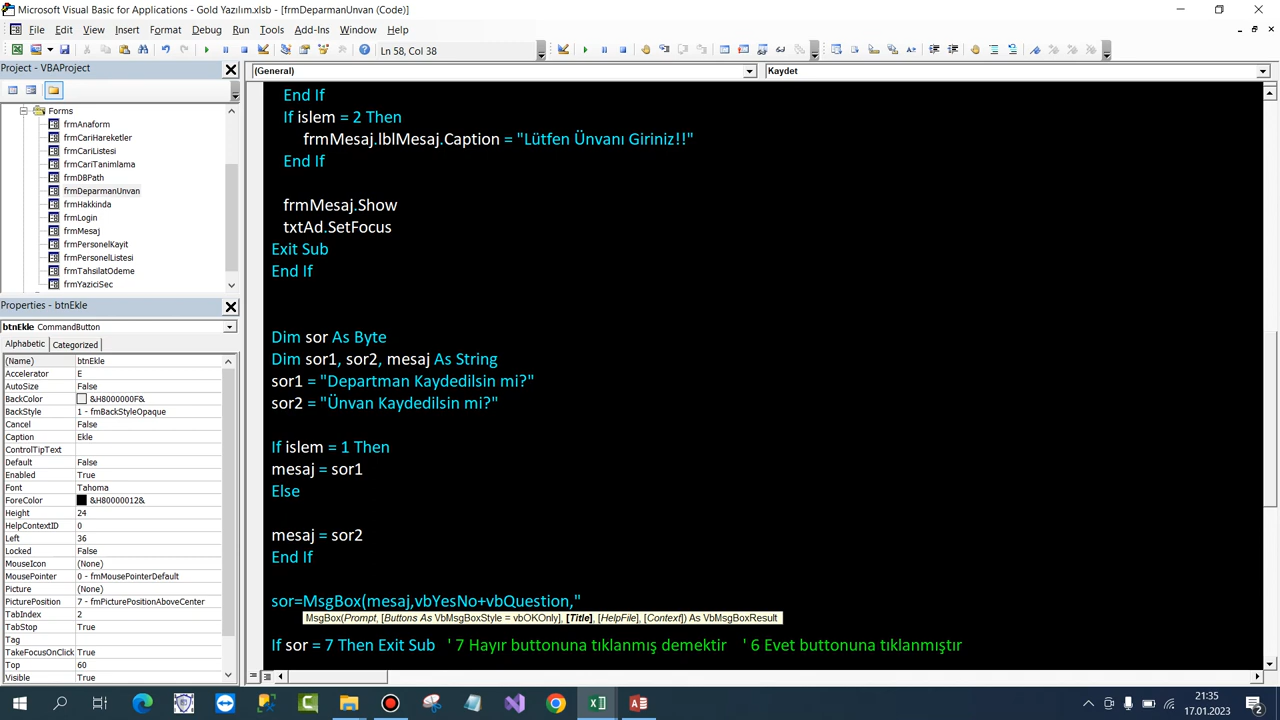 Microsoft Visual Basic for Applications - Gold Yazılım.xlsb - [frmDeparmanUnvan (Code)]
File Edit View Insert Format Debug Run Tools Add-Ins Window Help
Ln 58, Col 38
Project - VBAProject
(General)
Kaydet
Forms
frmAnaform
frmCariHareketler
frmCariListesi
frmCariTanimlama
frmDBPath
frmDeparmanUnvan
frmHakkinda
frmLogin
frmMesaj
frmPersonelKayit
frmPersonelListesi
frmTahsilatOdeme
frmYaziciSec
Properties - btnEkle
btnEkle CommandButton
Alphabetic Categorized
(Name) btnEkle
Accelerator E
AutoSize False
BackColor &H8000000F&
BackStyle 1 - fmBackStyleOpaque
Cancel False
Caption Ekle
ControlTipText
Default False
Enabled True
Font Tahoma
ForeColor &H80000012&
Height 24
HelpContextID 0
Left 36
Locked False
MouseIcon (None)
MousePointer 0 - fmMousePointerDefault
Picture (None)
PicturePosition 7 - fmPicturePositionAboveCenter
TabIndex 2
TabStop True
Tag
TakeFocusOnClick True
Top 60
Visible True
End If
If islem = 2 Then
frmMesaj.lblMesaj.Caption = "Lütfen Ünvanı Giriniz!!"
End If
frmMesaj.Show
txtAd.SetFocus
Exit Sub
End If
Dim sor As Byte
Dim sor1, sor2, mesaj As String
sor1 = "Departman Kaydedilsin mi?"
sor2 = "Ünvan Kaydedilsin mi?"
If islem = 1 Then
mesaj = sor1
Else
mesaj = sor2
End If
sor=MsgBox(mesaj,vbYesNo+vbQuestion,"
MsgBox(Prompt, [Buttons As VbMsgBoxStyle = vbOKOnly], [Title], [HelpFile], [Context]) As VbMsgBoxResult
If sor = 7 Then Exit Sub ' 7 Hayır buttonuna tıklanmış demektir ' 6 Evet buttonuna tıklanmıştır
21:35
17.01.2023
2